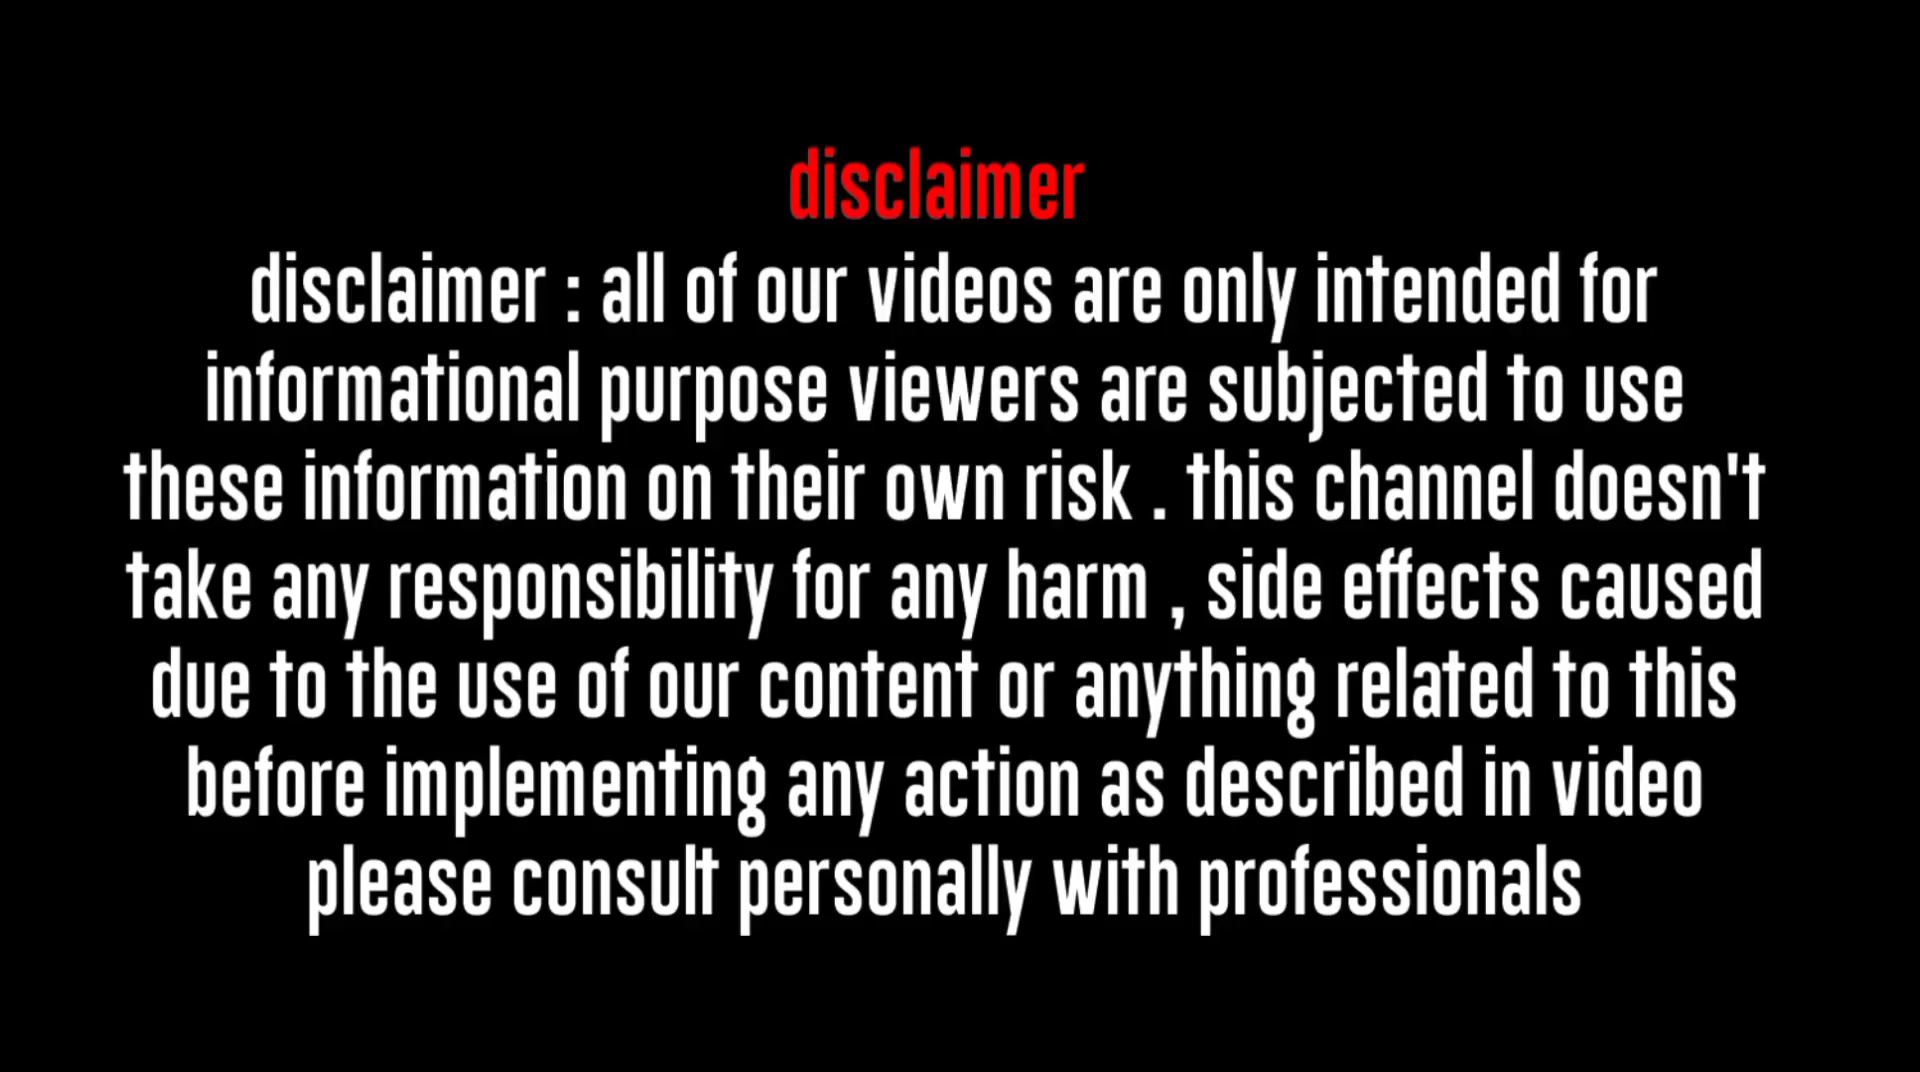 disclaimer
disclaimer : all of our videos are only intended for
informational purpose viewers are subjected to use
these information on their own risk . this channel doesn't
take any responsibility for any harm , side effects caused
due to the use of our content or anything related to this
before implementing any action as described in video
please consult personally with professionals